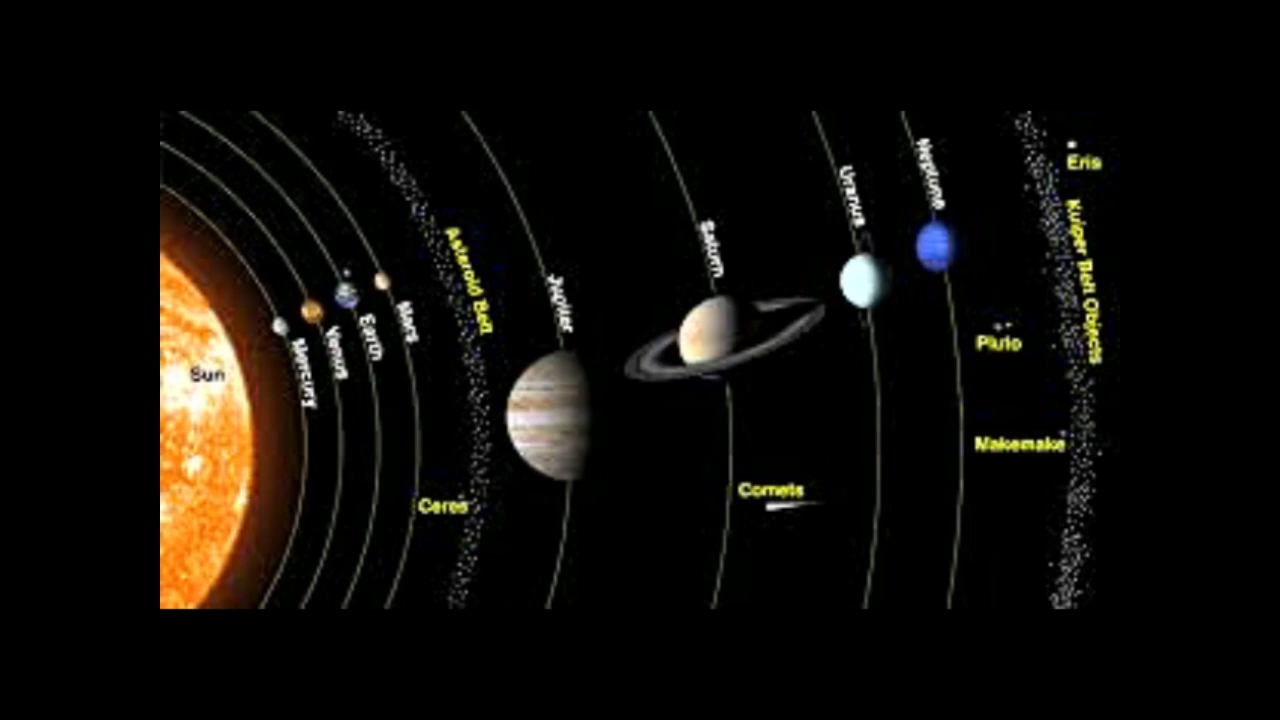 Sun
Mercury
Venus
Earth
Mars
Ceres
Asteroid Belt
Jupiter
Saturn
Comets
Uranus
Neptune
Pluto
Makemake
Eris
Kuiper Belt Objects